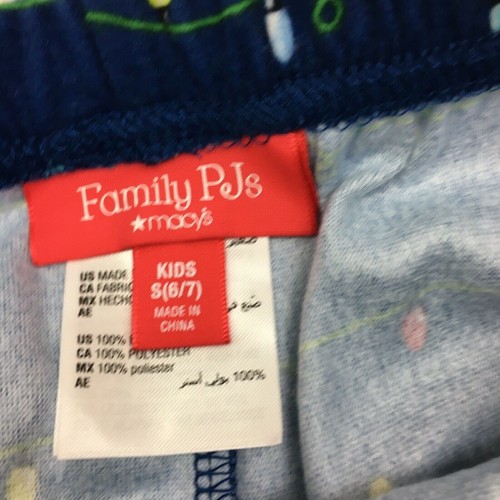 Family PJs
★macy's
KIDS
S(6/7)
MADE IN
CHINA
US MADE
CA FABRIC
MX HECHO
AE
US 100%
CA 100% POLYESTER
MX 100% poliester
AE 100% بولي أستر